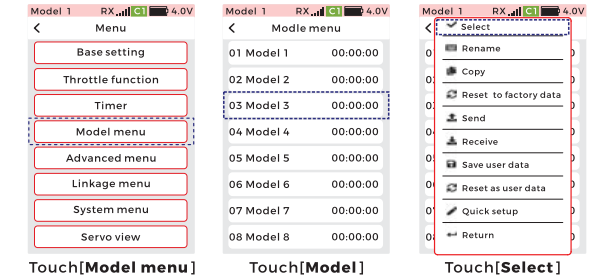 Model 1 RX C1 4.0V
Menu
Base setting
Throttle function
Timer
Model menu
Advanced menu
Linkage menu
System menu
Servo view
Touch[Model menu]
Model 1 RX C1 4.0V
Modle menu
01 Model 1 00:00:00
02 Model 2 00:00:00
03 Model 3 00:00:00
04 Model 4 00:00:00
05 Model 5 00:00:00
06 Model 6 00:00:00
07 Model 7 00:00:00
08 Model 8 00:00:00
Touch[Model]
Model 1 RX C1 4.0V
Select
Rename
Copy
Reset to factory data
Send
Receive
Save user data
Reset as user data
Quick setup
Return
Touch[Select]